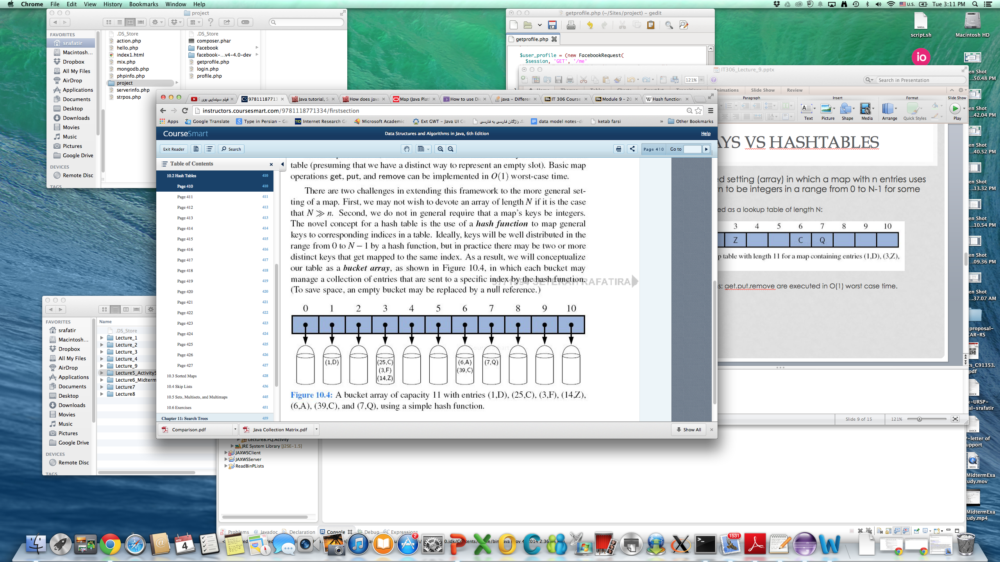 Chrome File Edit View History Bookmarks Window Help
U.S. Tue 3:11 PM
project
FAVORITES
srafatir
Macintosh...
Dropbox
All My Files
AirDrop
Applications
Documents
Desktop
Downloads
Movies
Music
Pictures
Google Drive
DEVICES
Remote Disc
TAGS
.DS_Store
action.php
hello.php
index1.html
mix.php
mongodb.php
phpinfo.php
project
serverinfo.php
strpos.php
.DS_Store
composer.phar
Facebook
facebook-...v4-4.0-dev
getprofile.php
login.php
profile.php
getprofile.php (~/Sites/project) - gedit
getprofile.php
$user_profile = (new FacebookRequest(
$session, 'GET', '/me'
SHELL
script.sh
Macintosh HD
io
IT306_Lecture_9.pptx
121%
Search in Presentation
Slide Show Review
Paragraph Insert Format Slide Show
Text Picture Shape Media Arrange Quick Styles Play
en Shot
...50.48 PM
en Shot
...42.04 PM
en Shot
...40.52 PM
en Shot
...13.32 PM
en Shot
...10.54 PM
en Shot
...09.36 PM
en Shot
...37.07 AM
proposal-
CAR-RS
ts_C91353.
pdf
DOCX
x-URSP-
al-srafatir
DOCX
P-letter of
upport
MOV
MidtermExa
udy.mov
MidtermExa
udy.mp4
فیلم سینمایی بوی
CS 97811187713
Java tutorial, S
How does java
Map (Java Platf
How to use Di
java - Differen
Bb IT 306 Course
Bb Module 9 - 20
W Hash function
instructors.coursesmart.com/9781118771334/firstsection
Apps
Google Translate
Type in Persian - Go
TID Internet Research Gr
Microsoft Academic
Ext GWT - Java UI Co
واژگان فارسی به فارسی
data model notes-d
ketab farsi
» Other Bookmarks
CourseSmart
Data Structures and Algorithms in Java, 6th Edition
Help
Exit Reader
Search
Page 410
Go to
Table of Contents
10.2 Hash Tables 410
Page 410 410
Page 411 411
Page 412 412
Page 413 413
Page 414 414
Page 415 415
Page 416 416
Page 417 417
Page 418 418
Page 419 419
Page 420 420
Page 421 421
Page 422 422
Page 423 423
Page 424 424
Page 425 425
Page 426 426
Page 427 427
10.3 Sorted Maps 428
10.4 Skip Lists 436
10.5 Sets, Multisets, and Multimaps 445
10.6 Exercises 451
Chapter 11: Search Trees 459
table (presuming that we have a distinct way to represent an empty slot). Basic map
operations get, put, and remove can be implemented in O(1) worst-case time.
There are two challenges in extending this framework to the more general set-
ting of a map. First, we may not wish to devote an array of length N if it is the case
that N ≫ n. Second, we do not in general require that a map's keys be integers.
The novel concept for a hash table is the use of a hash function to map general
keys to corresponding indices in a table. Ideally, keys will be well distributed in the
range from 0 to N − 1 by a hash function, but in practice there may be two or more
distinct keys that get mapped to the same index. As a result, we will conceptualize
our table as a bucket array, as shown in Figure 10.4, in which each bucket may
manage a collection of entries that are sent to a specific index by the hash function.
(To save space, an empty bucket may be replaced by a null reference.)
RAFATIRA
0 1 2 3 4 5 6 7 8 9 10
(1,D) (25,C) (6,A) (7,Q)
(3,F) (39,C)
(14,Z)
Figure 10.4: A bucket array of capacity 11 with entries (1,D), (25,C), (3,F), (14,Z),
(6,A), (39,C), and (7,Q), using a simple hash function.
Comparison.pdf
Java Collection Matrix.pdf
Show All
AYS VS HASHTABLES
d setting (array) in which a map with n entries uses
n to be integers in a range from 0 to N-1 for some
ed as a lookup table of length N:
3 4 5 6 7 8 9 10
Z C Q
p table with length 11 for a map containing entries (1,D), (3,Z),
s: get,put,remove are executed in O(1) worst case time.
Slide 9 of 15 121%
FAVORITES
srafatir
Macintosh...
Dropbox
All My Files
AirDrop
Applications
Documents
Desktop
Downloads
Movies
Music
Pictures
Google Drive
DEVICES
Remote Disc
TAGS
Name
.DS_Store
Lecture_1
Lecture_2
Lecture_3
Lecture_4
Lecture_9
Lecture5_Activity5
Lecture6_Midterm
Lecture7
Lecture8
Lecture8.PQ.Actvity
JRE System Library [J2SE-1.5]
JAXWSClient
JAXWSServer
ReadBinPLists
Problems @ Javadoc Declaration Console Debug Expressions
NOV
4
2
1531